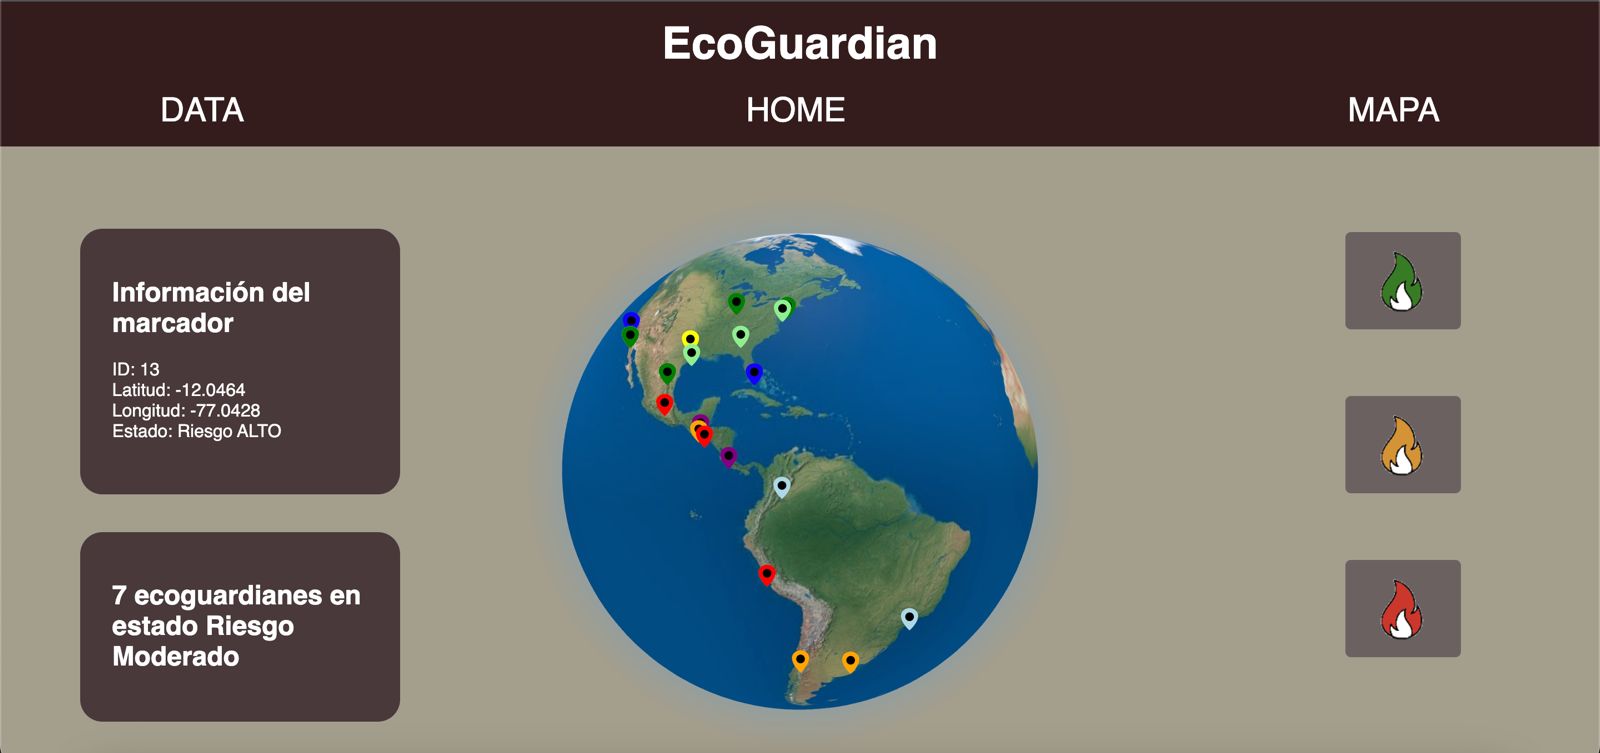 EcoGuardian
DATA
HOME
MAPA
Información del
marcador
ID: 13
Latitud: -12.0464
Longitud: -77.0428
Estado: Riesgo ALTO
7 ecoguardianes en
estado Riesgo
Moderado